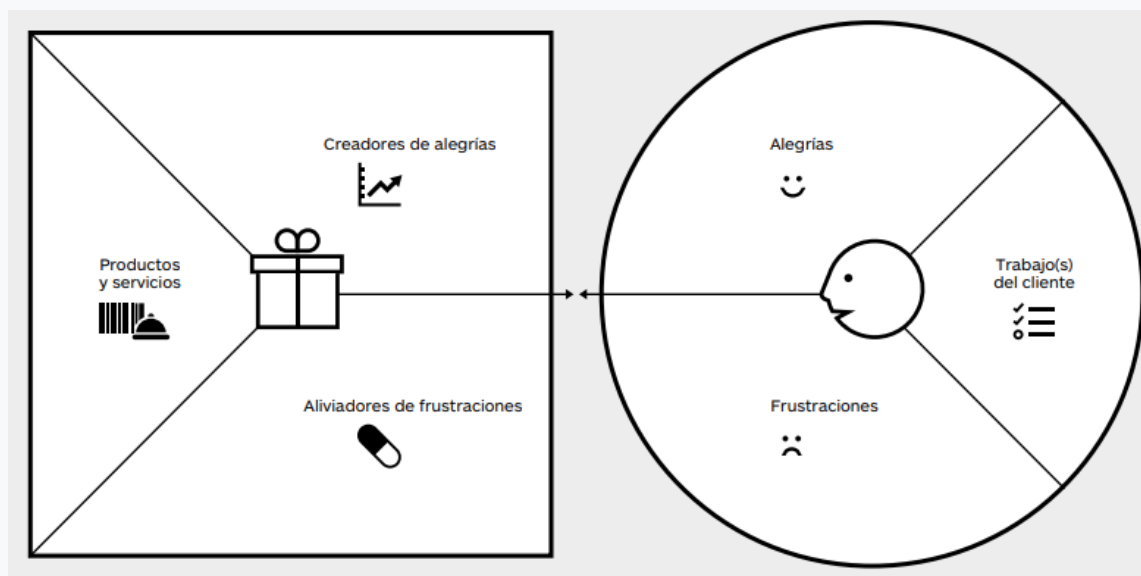 Creadores de alegrías
Productos
y servicios
Aliviadores de frustraciones
Alegrías
Trabajo(s)
del cliente
Frustraciones